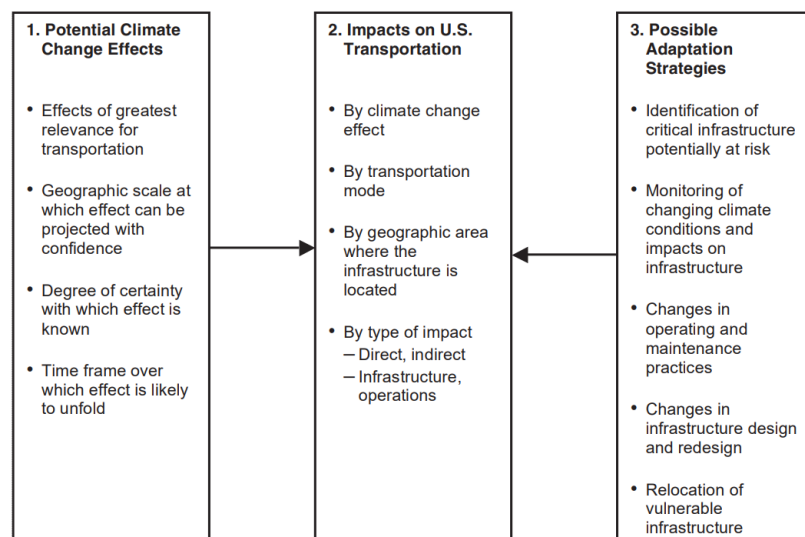 1. Potential Climate
Change Effects
• Effects of greatest
relevance for
transportation
• Geographic scale at
which effect can be
projected with
confidence
• Degree of certainty
with which effect is
known
• Time frame over
which effect is likely
to unfold
2. Impacts on U.S.
Transportation
• By climate change
effect
• By transportation
mode
• By geographic area
where the
infrastructure is
located
• By type of impact
– Direct, indirect
– Infrastructure,
operations
3. Possible
Adaptation
Strategies
• Identification of
critical infrastructure
potentially at risk
• Monitoring of
changing climate
conditions and
impacts on
infrastructure
• Changes in
operating and
maintenance
practices
• Changes in
infrastructure design
and redesign
• Relocation of
vulnerable
infrastructure